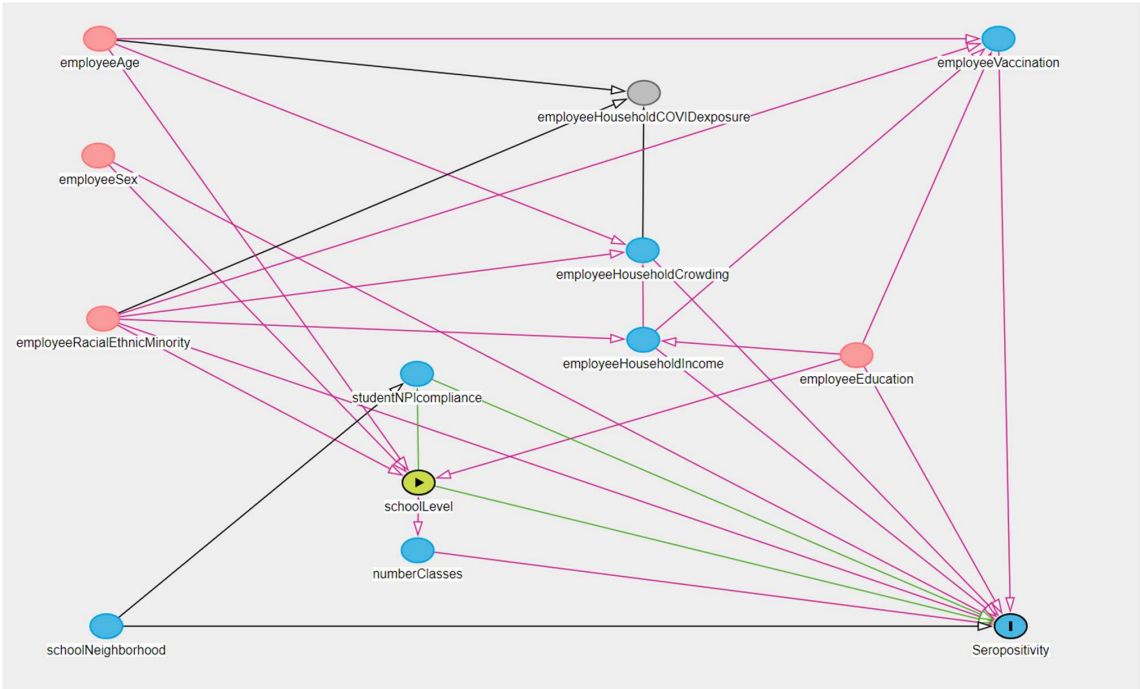 employeeAge
employeeVaccination
employeeHouseholdCOVIDexposure
employeeSex
employeeHouseholdCrowding
employeeRacialEthnicMinority
employeeHouseholdIncome
employeeEducation
studentNPIcompliance
schoolLevel
numberClasses
schoolNeighborhood
Seropositivity